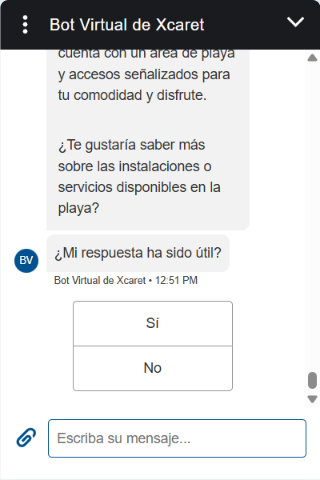 Bot Virtual de Xcaret
cuenta con un área de playa
y accesos señalizados para
tu comodidad y disfrute.
¿Te gustaría saber más
sobre las instalaciones o
servicios disponibles en la
playa?
BV
¿Mi respuesta ha sido útil?
Bot Virtual de Xcaret • 12:51 PM
Sí
No
Escriba su mensaje...